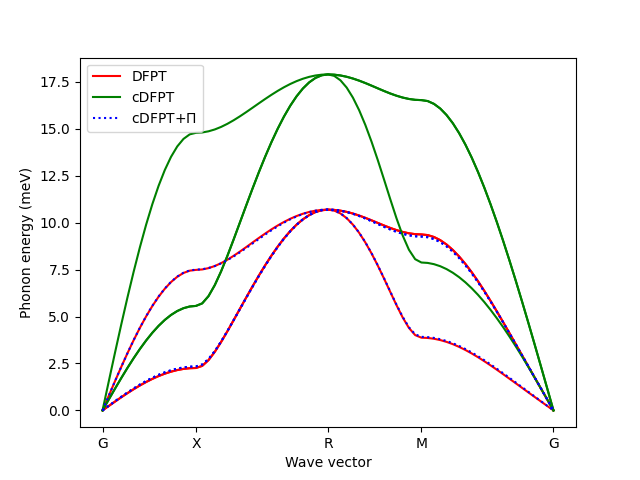 DFPT
cDFPT
cDFPT+Π
17.5
15.0
12.5
10.0
7.5
5.0
2.5
0.0
Phonon energy (meV)
G X R M G
Wave vector